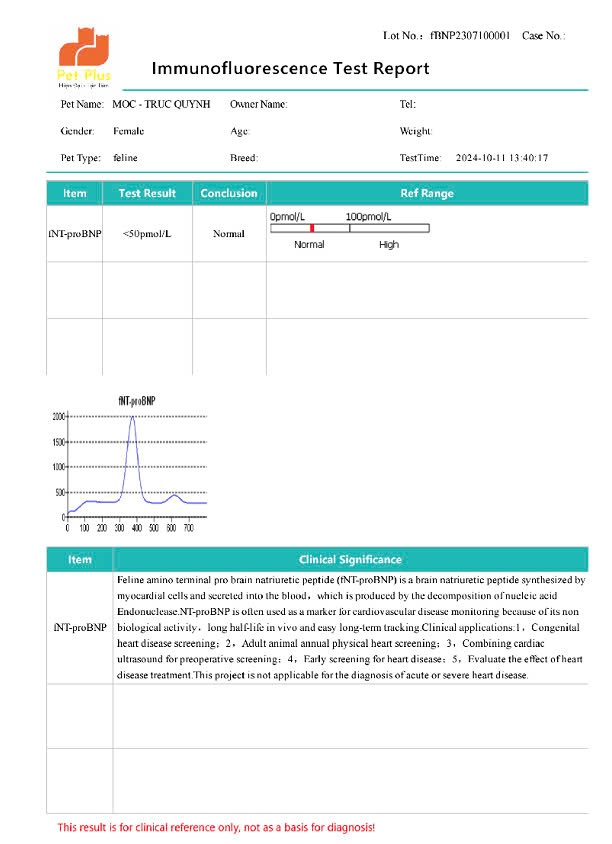 Lot No.：fBNP2307100001 Case No.:
Pet Plus
Immunofluorescence Test Report
Pet Name: MOC - TRUC QUYNH Owner Name: Tel:
Gender: Female Age: Weight:
Pet Type: feline Breed: TestTime: 2024-10-11 13:40:17
Item Test Result Conclusion Ref Range
fNT-proBNP <50pmol/L Normal
0pmol/L 100pmol/L
Normal High
fNT-proBNP
2000
1500
1000
500
0
0 100 200 300 400 500 600 700
Item Clinical Significance
fNT-proBNP
Feline amino terminal pro brain natriuretic peptide (fNT-proBNP) is a brain natriuretic peptide synthesized by
myocardial cells and secreted into the blood，which is produced by the decomposition of nucleic acid
Endonuclease.NT-proBNP is often used as a marker for cardiovascular disease monitoring because of its non
biological activity，long half-life in vivo and easy long-term tracking.Clinical applications:1，Congenital
heart disease screening；2，Adult animal annual physical heart screening；3，Combining cardiac
ultrasound for preoperative screening；4，Early screening for heart disease；5，Evaluate the effect of heart
disease treatment.This project is not applicable for the diagnosis of acute or severe heart disease.
This result is for clinical reference only, not as a basis for diagnosis!